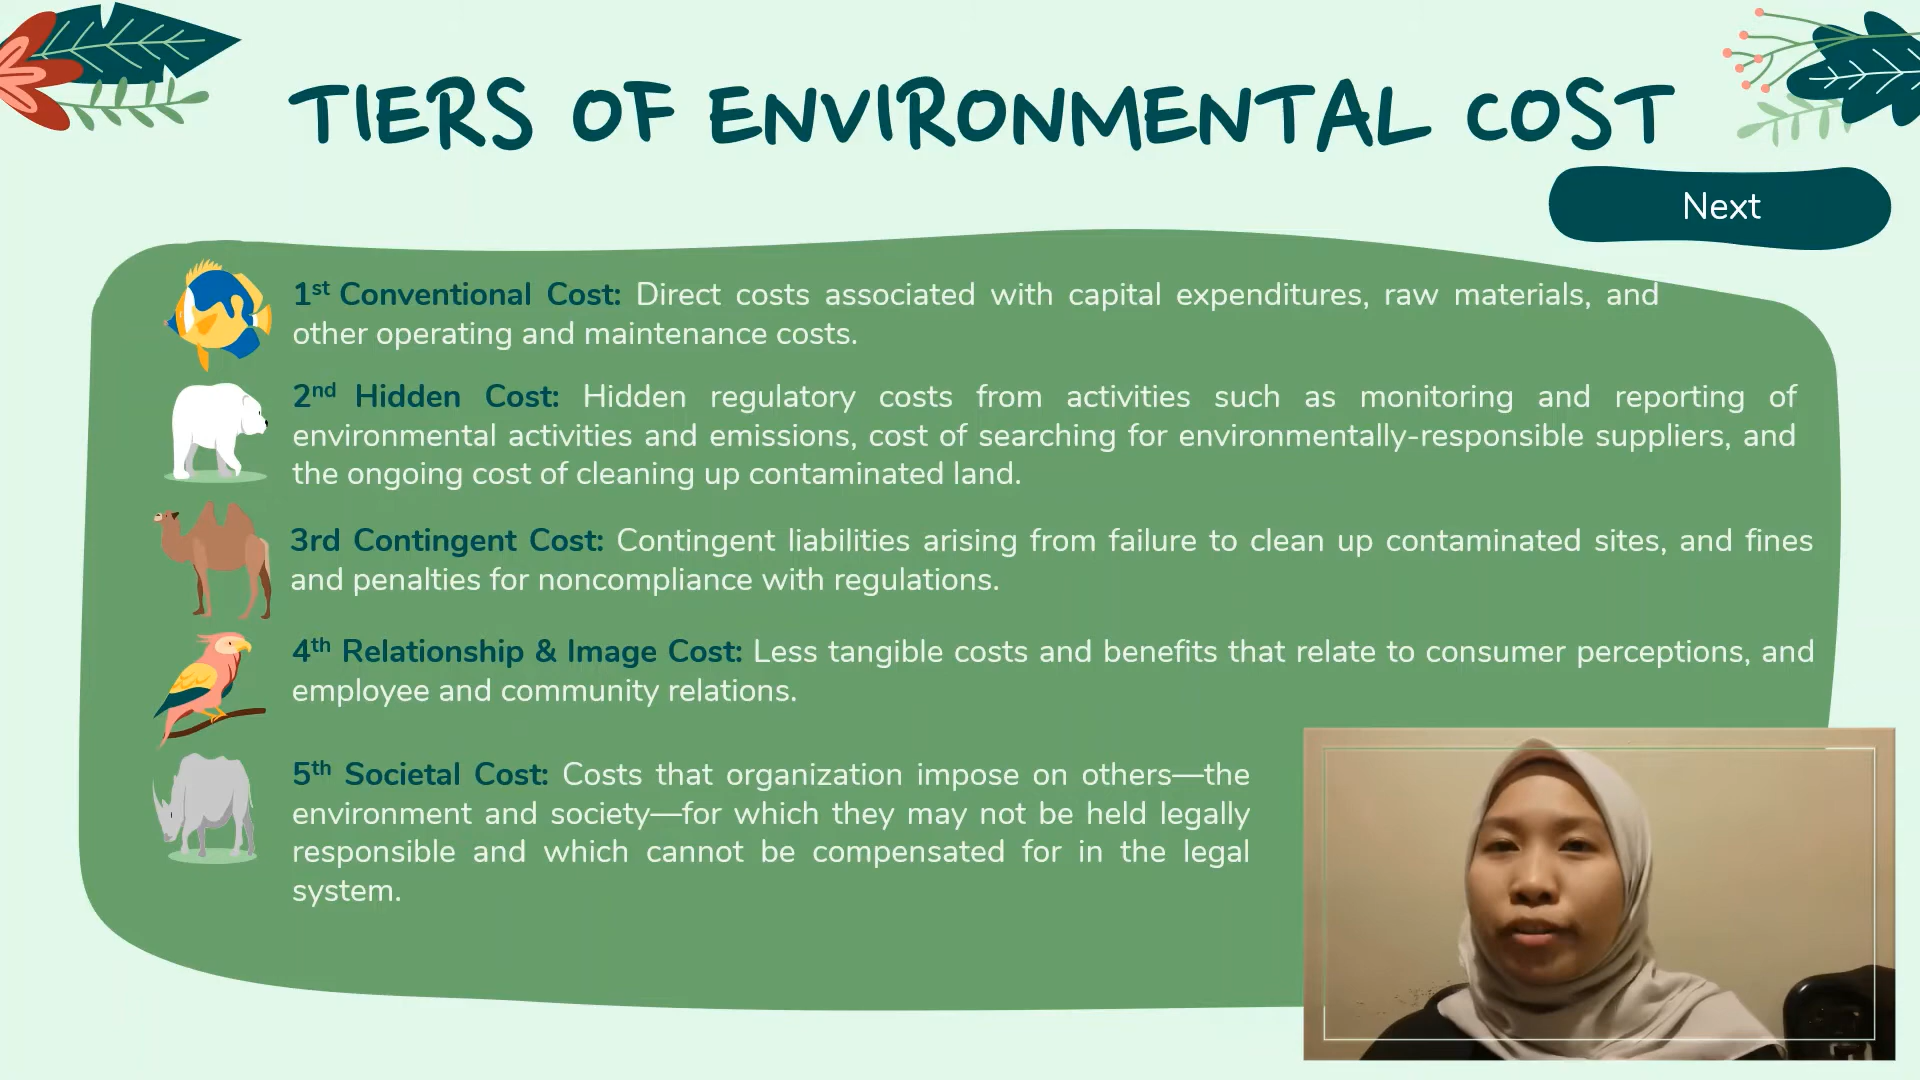 TIERS OF ENVIRONMENTAL COST
Next
1st Conventional Cost: Direct costs associated with capital expenditures, raw materials, and
other operating and maintenance costs.
2nd Hidden Cost: Hidden regulatory costs from activities such as monitoring and reporting of
environmental activities and emissions, cost of searching for environmentally-responsible suppliers, and
the ongoing cost of cleaning up contaminated land.
3rd Contingent Cost: Contingent liabilities arising from failure to clean up contaminated sites, and fines
and penalties for noncompliance with regulations.
4th Relationship & Image Cost: Less tangible costs and benefits that relate to consumer perceptions, and
employee and community relations.
5th Societal Cost: Costs that organization impose on others—the
environment and society—for which they may not be held legally
responsible and which cannot be compensated for in the legal
system.